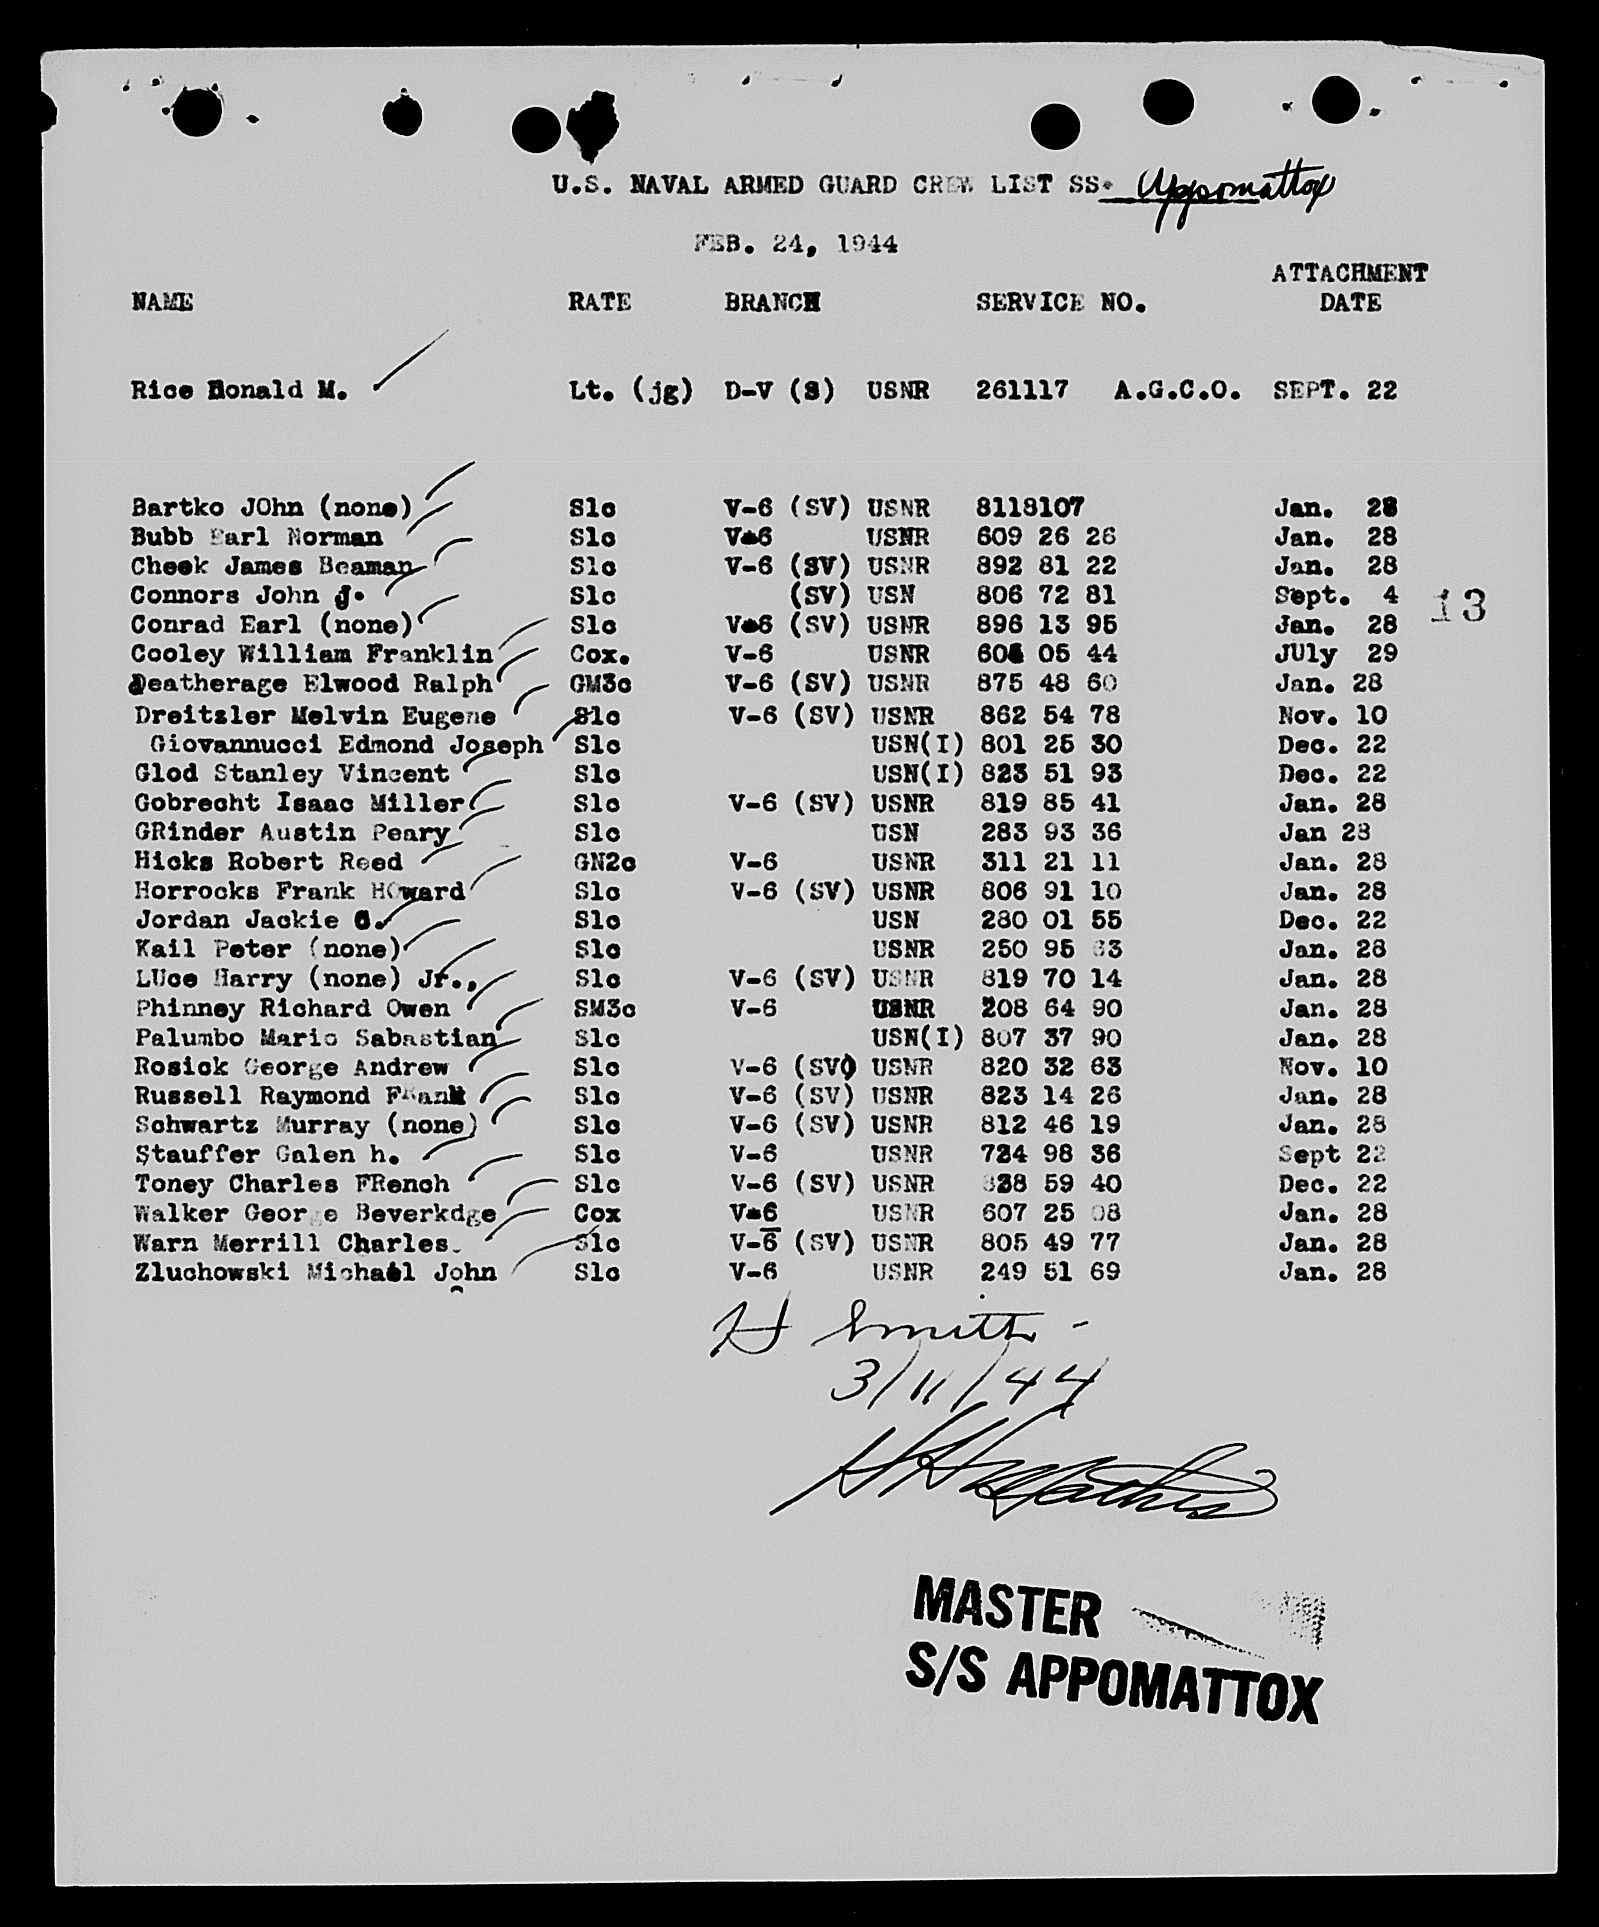 U.S. NAVAL ARMED GUARD CREW LIST SS. Appomattox
FEB. 24, 1944
NAME RATE BRANCH SERVICE NO. ATTACHMENT DATE
Rice Donald M. Lt. (jg) D-V (S) USNR 261117 A.G.C.O. SEPT. 22
Bartko JOhn (none) S1c V-6 (SV) USNR 8118107 Jan. 28
Bubb Earl Norman S1c V-6 USNR 609 26 26 Jan. 28
Cheek James Beaman S1c V-6 (SV) USNR 892 81 22 Jan. 28
Connors John J. S1c (SV) USN 806 72 81 Sept. 4
13
Conrad Earl (none) S1c V-6 (SV) USNR 896 13 95 Jan. 28
Cooley William Franklin Cox. V-6 USNR 05 44 JUly 29
Deatherage Elwood Ralph GM3c V-6 (SV) USNR 875 48 60 Jan. 28
Dreitzler Melvin Eugene S1c V-6 (SV) USNR 862 54 78 Nov. 10
Giovannucci Edmond Joseph S1c USN(I) 801 25 30 Dec. 22
Glod Stanley Vincent S1c USN(I) 823 51 93 Dec. 22
Gobrecht Isaac Miller S1c V-6 (SV) USNR 819 85 41 Jan. 28
GRinder Austin Peary S1c USN 283 93 36 Jan 28
Hicks Robert Reed GN2c V-6 USNR 311 21 11 Jan. 28
Horrocks Frank HOward S1c V-6 (SV) USNR 806 91 10 Jan. 28
Jordan Jackie S1c USN 280 01 55 Dec. 22
Kail Peter (none) S1c USNR 250 95 Jan. 28
LUce Harry (none) Jr., S1c V-6 (SV) USNR 819 70 14 Jan. 28
Phinney Richard Owen SM3c V-6 USNR 208 64 90 Jan. 28
Palumbo Mario Sabastian S1c USN(I) 807 37 90 Jan. 28
Rosick George Andrew S1c V-6 (SV) USNR 820 32 63 Nov. 10
Russell Raymond FRank S1c V-6 (SV) USNR 823 14 26 Jan. 28
Schwartz Murray (none) S1c V-6 (SV) USNR 812 46 19 Jan. 28
Stauffer Galen h. S1c V-6 USNR 724 98 36 Sept 22
Toney Charles FRench S1c V-6 (SV) USNR 838 59 40 Dec. 22
Walker George Beverkdge Cox V-6 USNR 607 25 08 Jan. 28
Warn Merrill Charles. S1c V-6 (SV) USNR 805 49 77 Jan. 28
Zluchowski Michael John S1c V-6 USNR 249 51 69 Jan. 28
H Smith -
3/11/44
MASTER
S/S APPOMATTOX